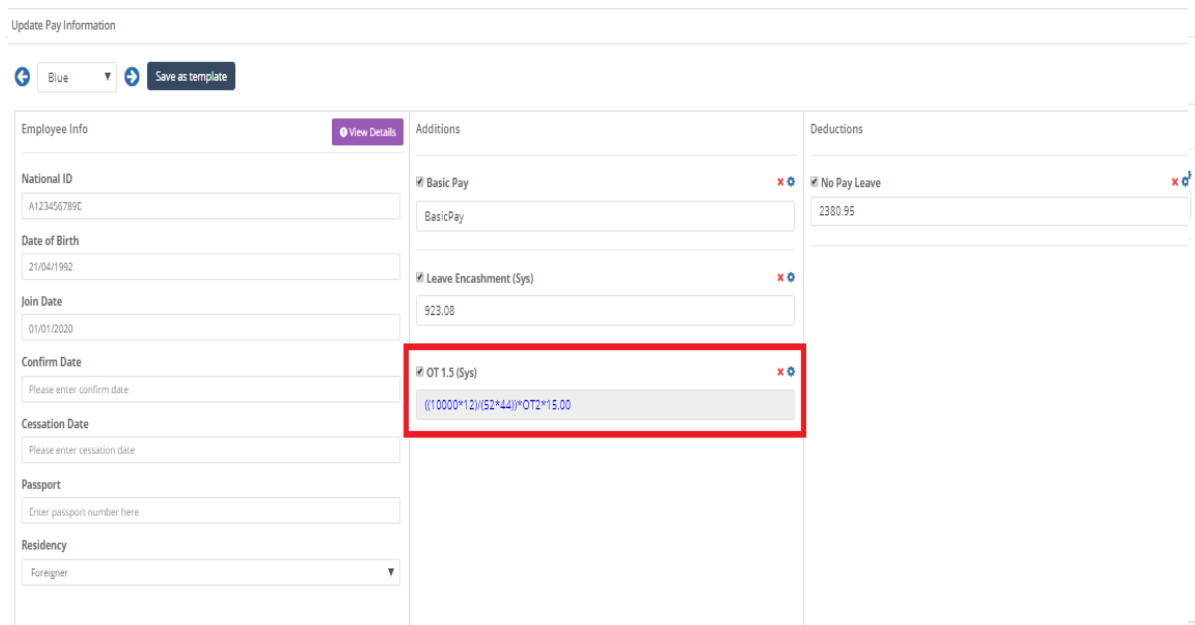 Update Pay Information
Blue
Save as template
Employee Info
View Details
National ID
A123456789E
Date of Birth
21/04/1992
Join Date
01/01/2020
Confirm Date
Please enter confirm date
Cessation Date
Please enter cessation date
Passport
Enter passport number here
Residency
Foreigner
Additions
Basic Pay
BasicPay
Leave Encashment (Sys)
923.08
OT 1.5 (Sys)
((10000*12)/(52*44))*OT2*15.00
Deductions
No Pay Leave
2380.95